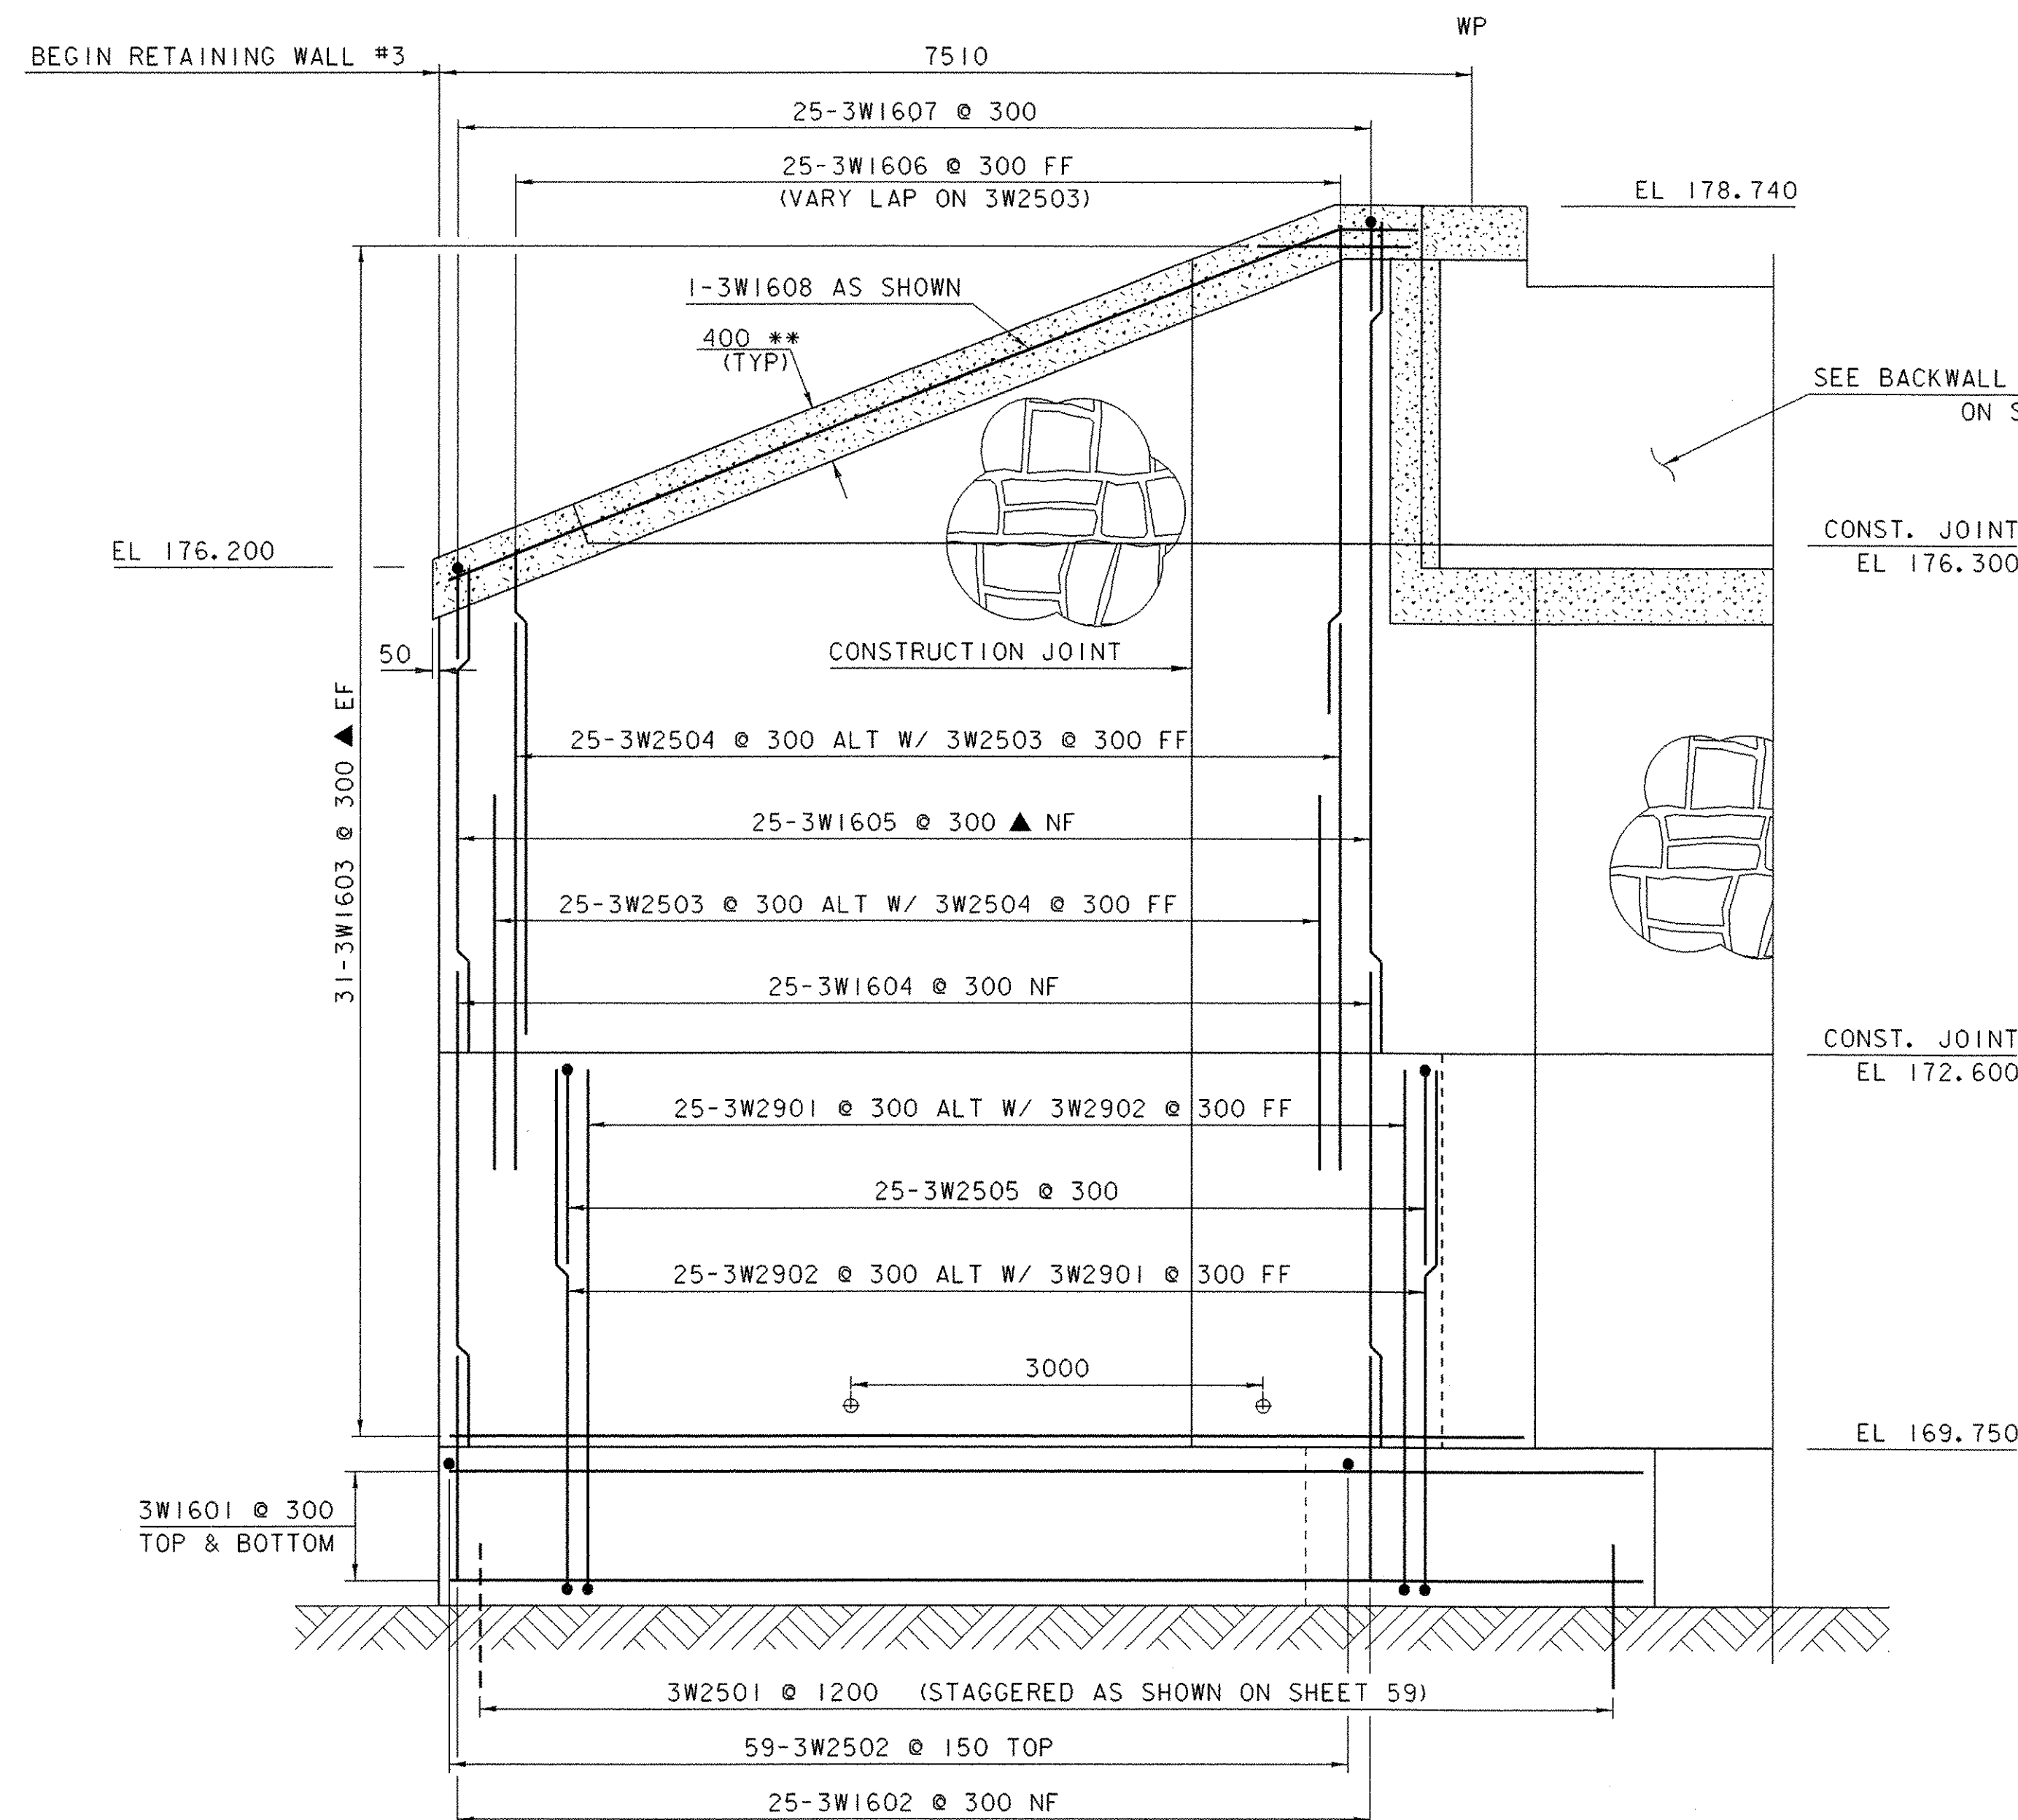 WP
BEGIN RETAINING WALL #3
7510
25-3W1607 @ 300
25-3W1606 @ 300 FF
(VARY LAP ON 3W2503)
EL 178.740
1-3W1608 AS SHOWN
400 **
(TYP)
SEE BACKWALL
ON S
CONST. JOINT
EL 176.300
EL 176.200
50
CONSTRUCTION JOINT
31-3W1603 @ 300 ▲ EF
25-3W2504 @ 300 ALT W/ 3W2503 @ 300 FF
25-3W1605 @ 300 ▲ NF
25-3W2503 @ 300 ALT W/ 3W2504 @ 300 FF
25-3W1604 @ 300 NF
CONST. JOINT
EL 172.600
25-3W2901 @ 300 ALT W/ 3W2902 @ 300 FF
25-3W2505 @ 300
25-3W2902 @ 300 ALT W/ 3W2901 @ 300 FF
3000
EL 169.750
3W1601 @ 300
TOP & BOTTOM
3W2501 @ 1200 (STAGGERED AS SHOWN ON SHEET 59)
59-3W2502 @ 150 TOP
25-3W1602 @ 300 NF